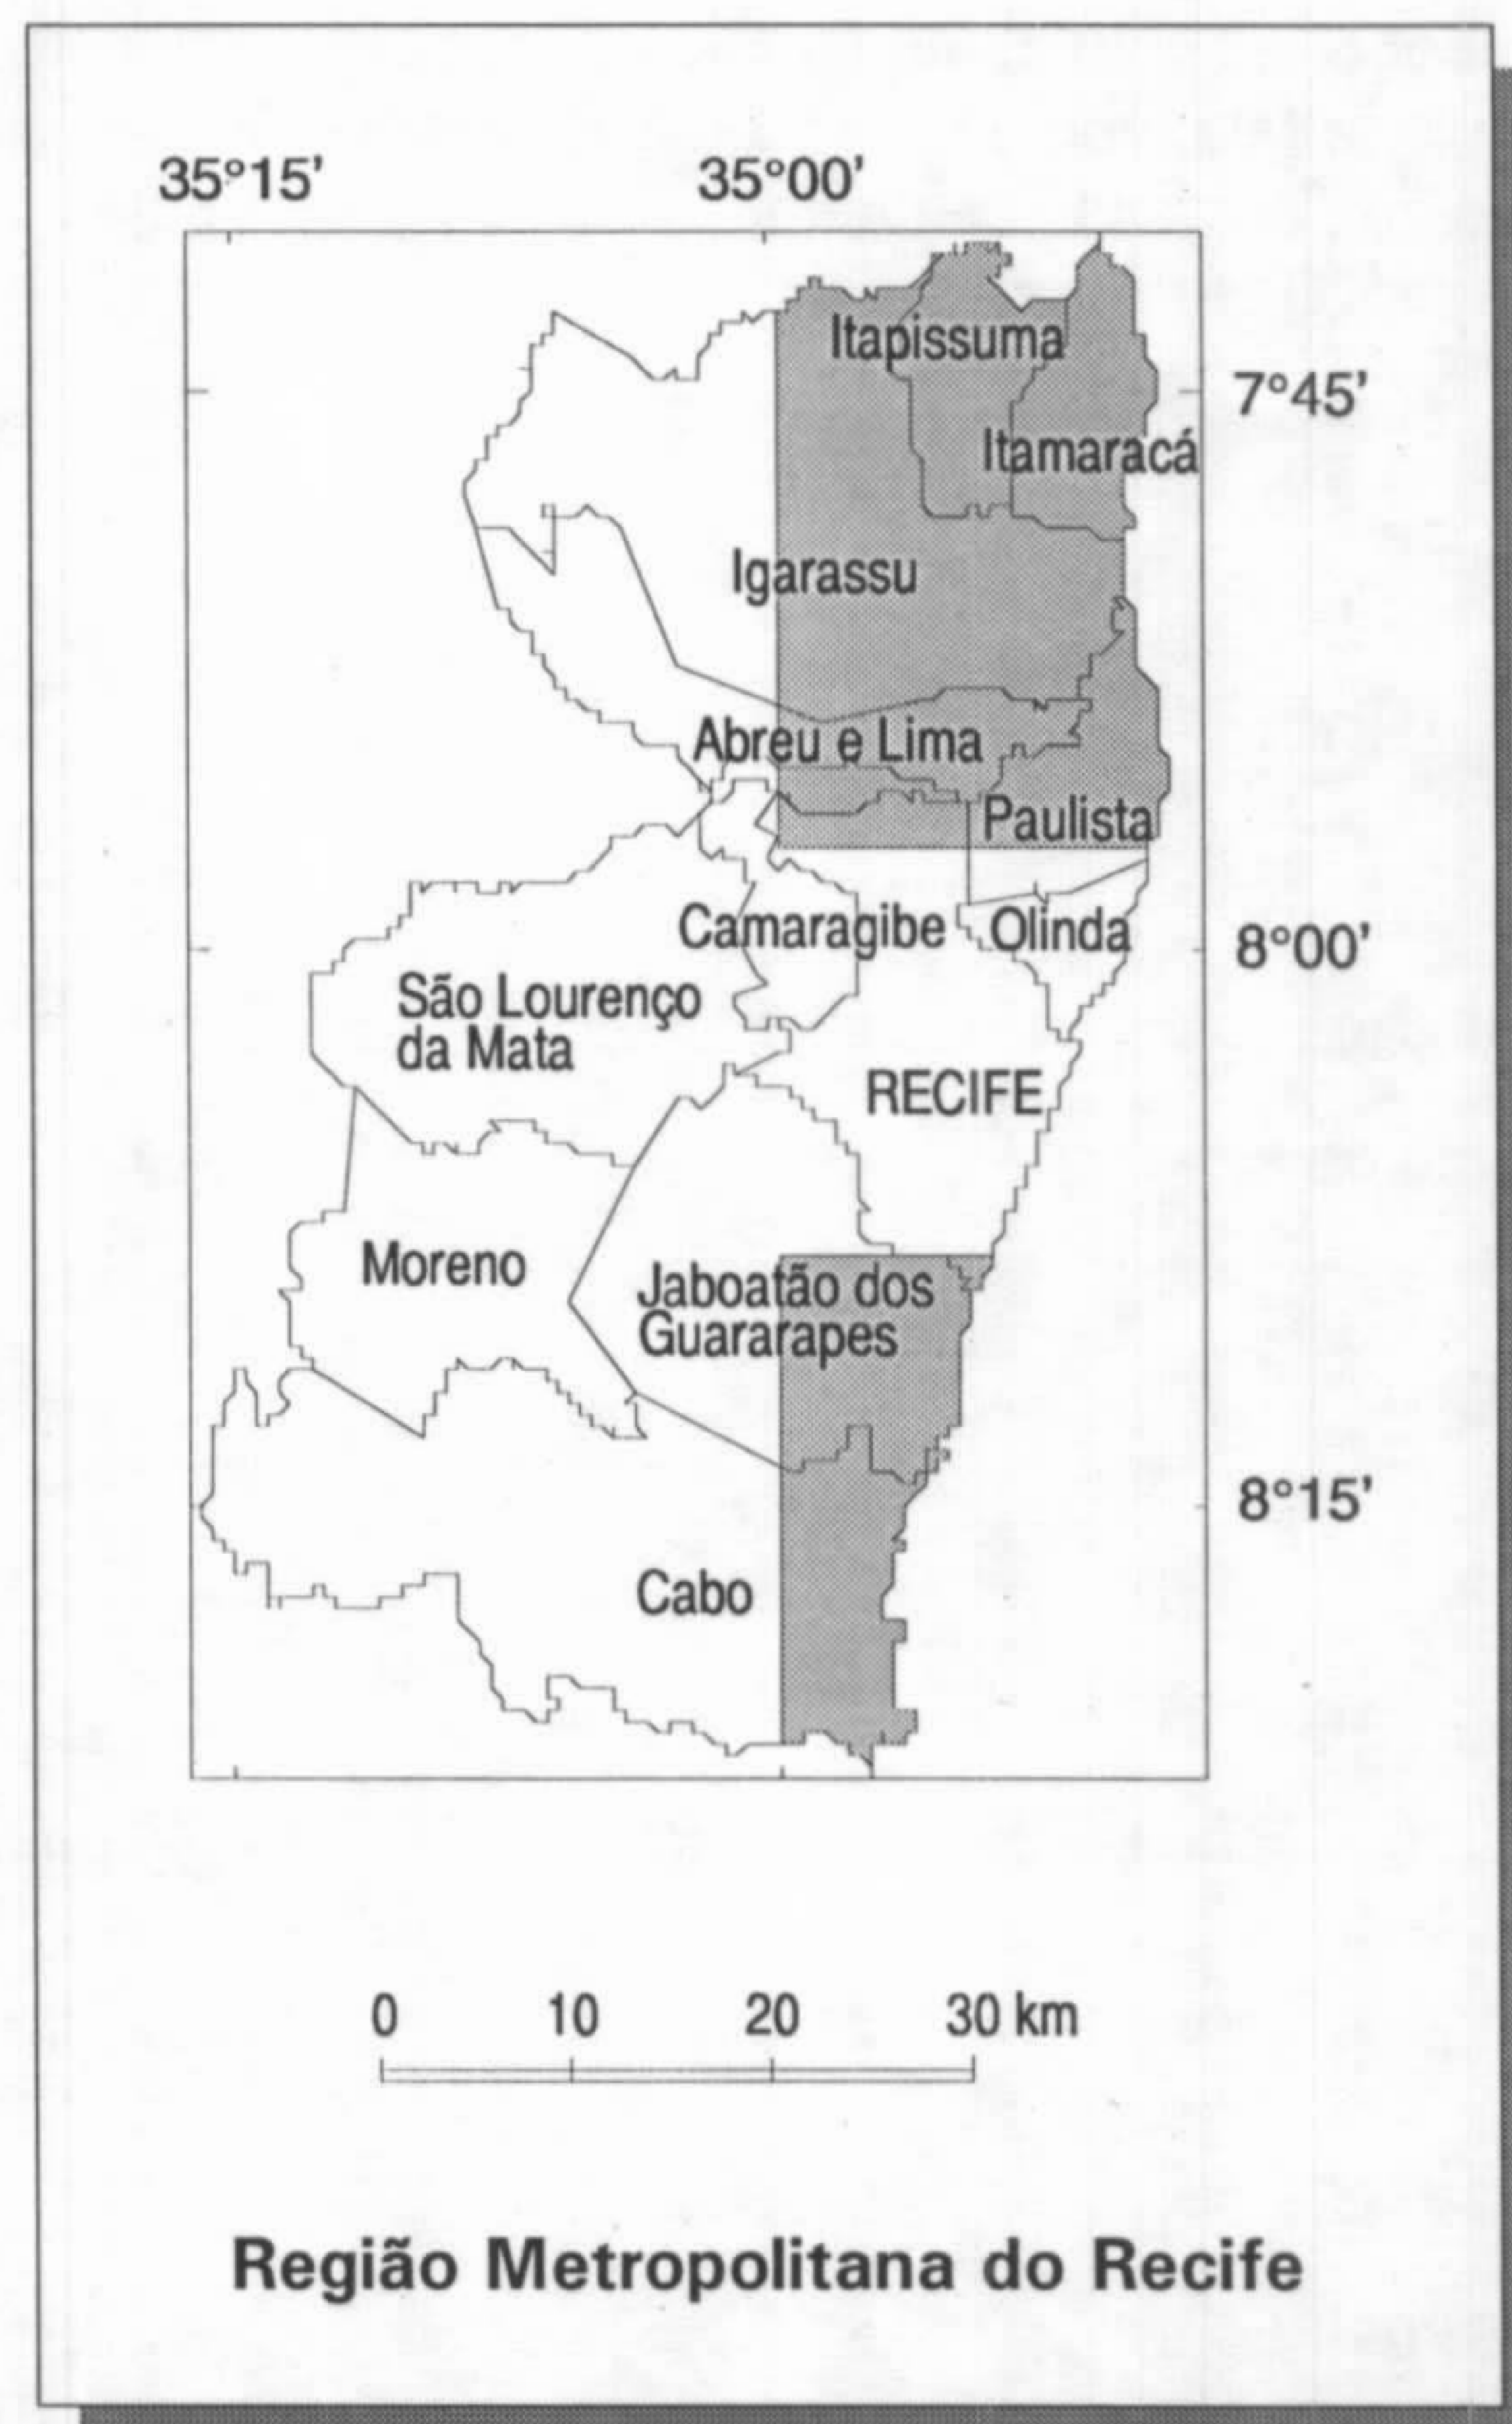 35°15' 35°00'
Itapissuma
7°45'
Itamaracá
Igarassu
Abreu e Lima
Paulista
Camaragibe
Olinda
8°00'
São Lourenço
da Mata
RECIFE
Moreno
Jaboatão dos
Guararapes
8°15'
Cabo
0 10 20 30 km
Região Metropolitana do Recife